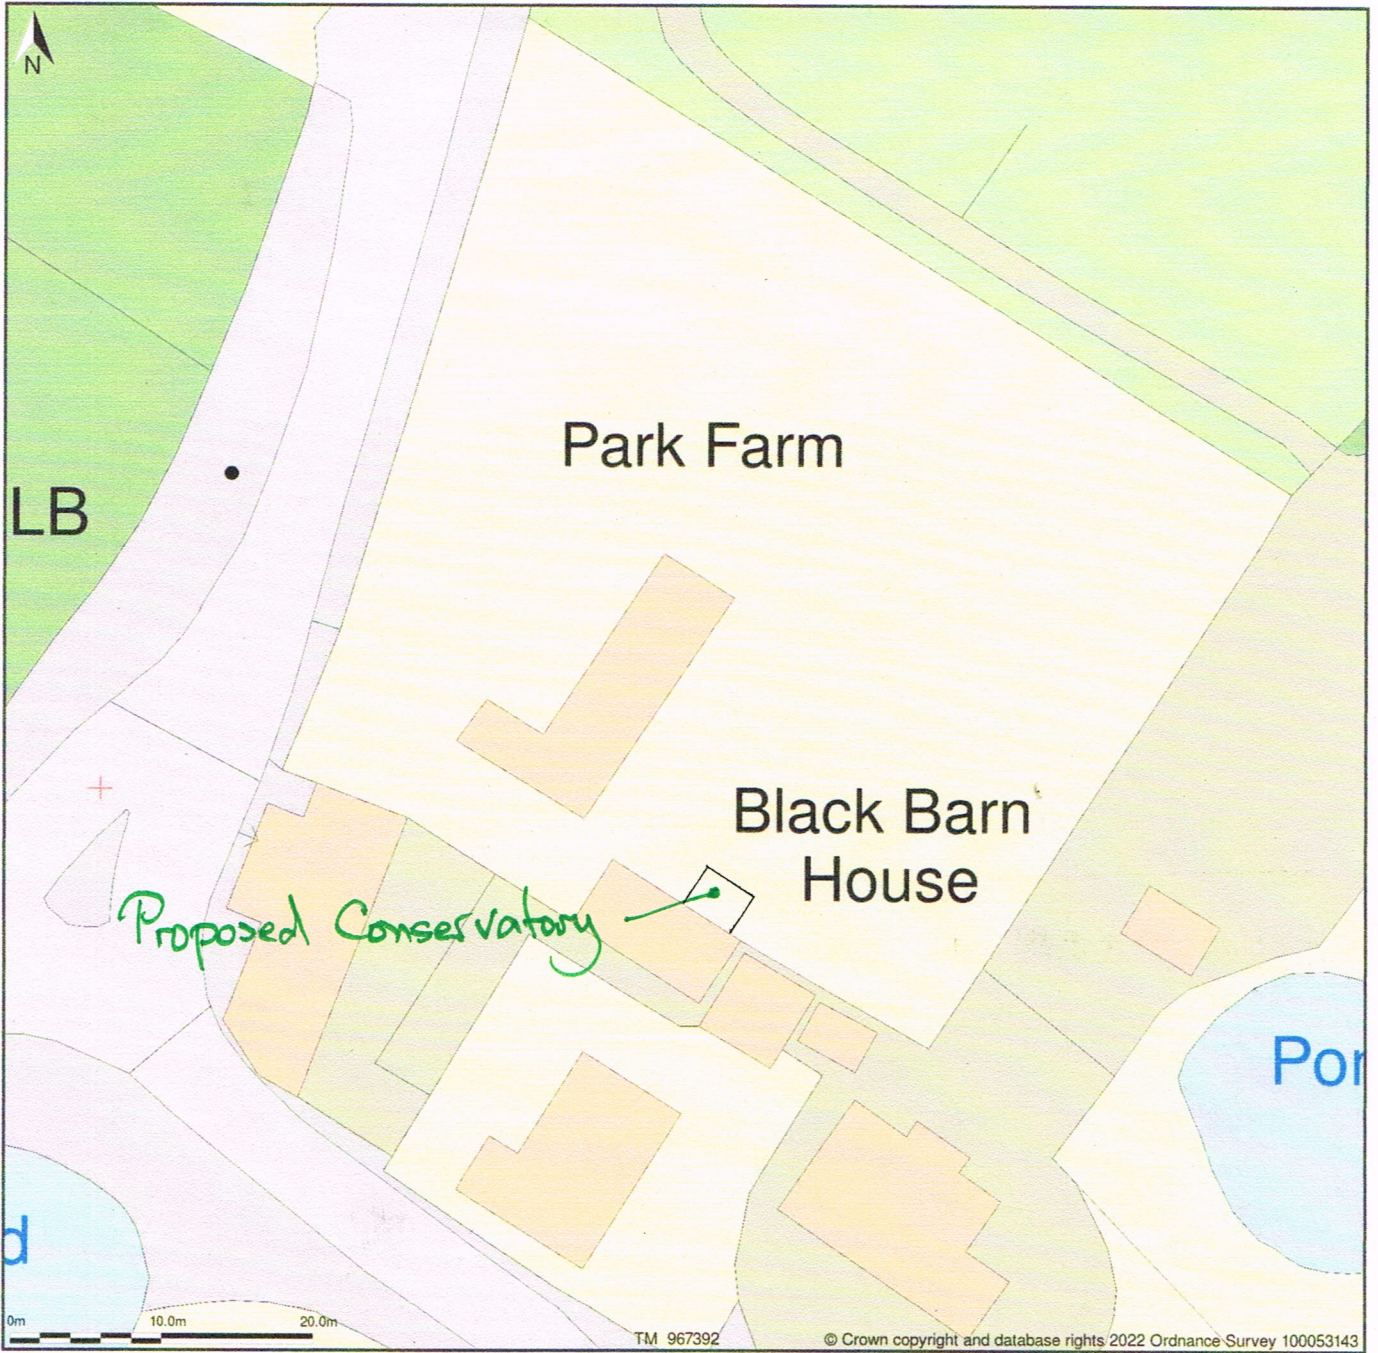 N
Park Farm
LB
Black Barn
House
Proposed Conservatory
Por
d
0m 10.0m 20.0m
TM 967392
© Crown copyright and database rights 2022 Ordnance Survey 100053143